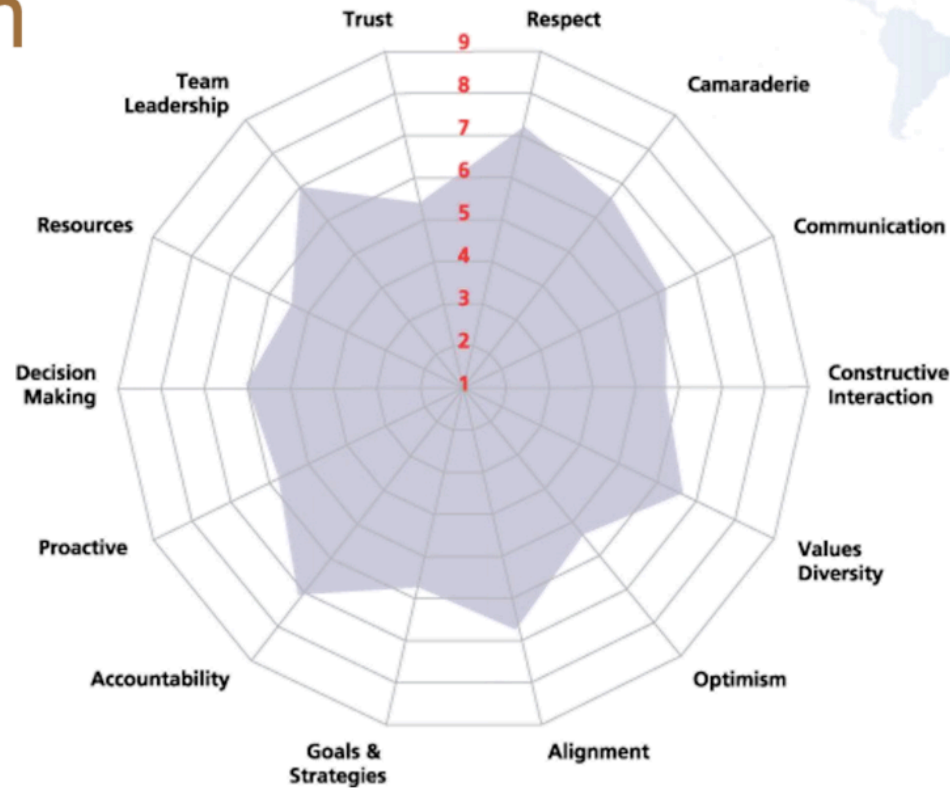 Trust
Respect
Team
Leadership
Camaraderie
Resources
Communication
Decision
Making
Constructive
Interaction
Proactive
Values
Diversity
Accountability
Optimism
Goals &
Strategies
Alignment
9
8
7
6
5
4
3
2
1